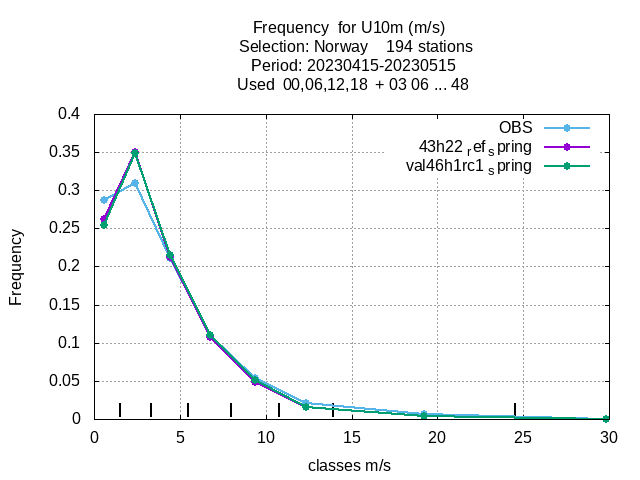 Frequency  for U10m (m/s)
Selection: Norway    194 stations
Period: 20230415-20230515
Used  00,06,12,18  + 03 06 ... 48
OBS
43h22 ref s pring
val46h1rc1 s pring
0.4
0.35
0.3
0.25
0.2
0.15
0.1
0.05
0
Frequency
0 5 10 15 20 25 30
classes m/s